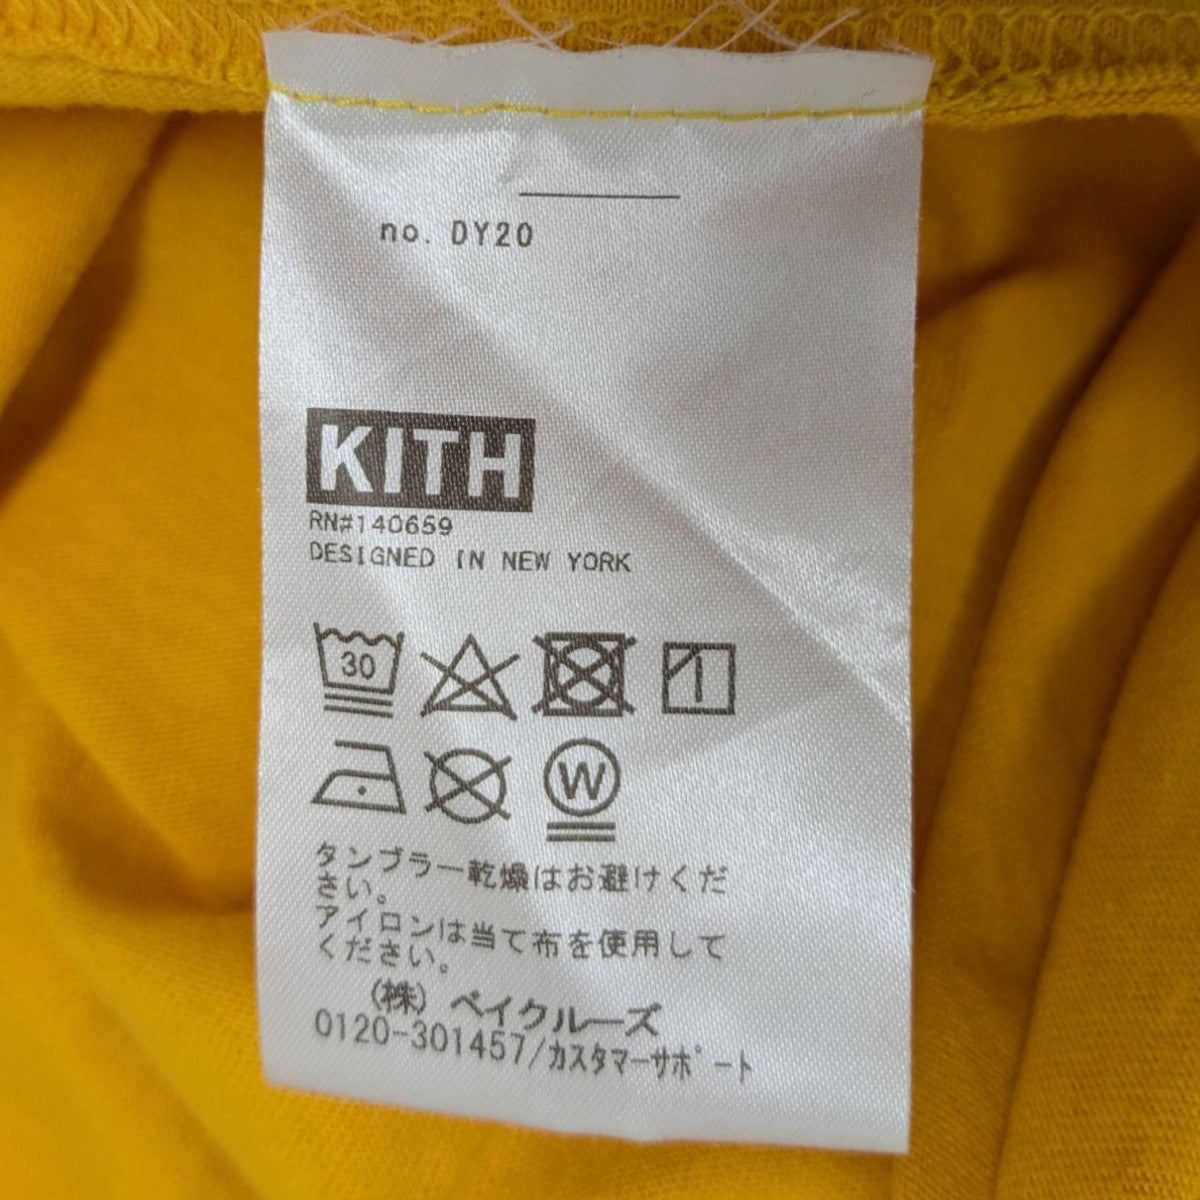 no. DY20
KITH
RN#140659
DESIGNED IN NEW YORK
30
W
タンブラー乾燥はお避けくだ
さい。
アイロンは当て布を使用して
ください。
(株) ベイクルーズ
0120-301457/カスタマーサポート